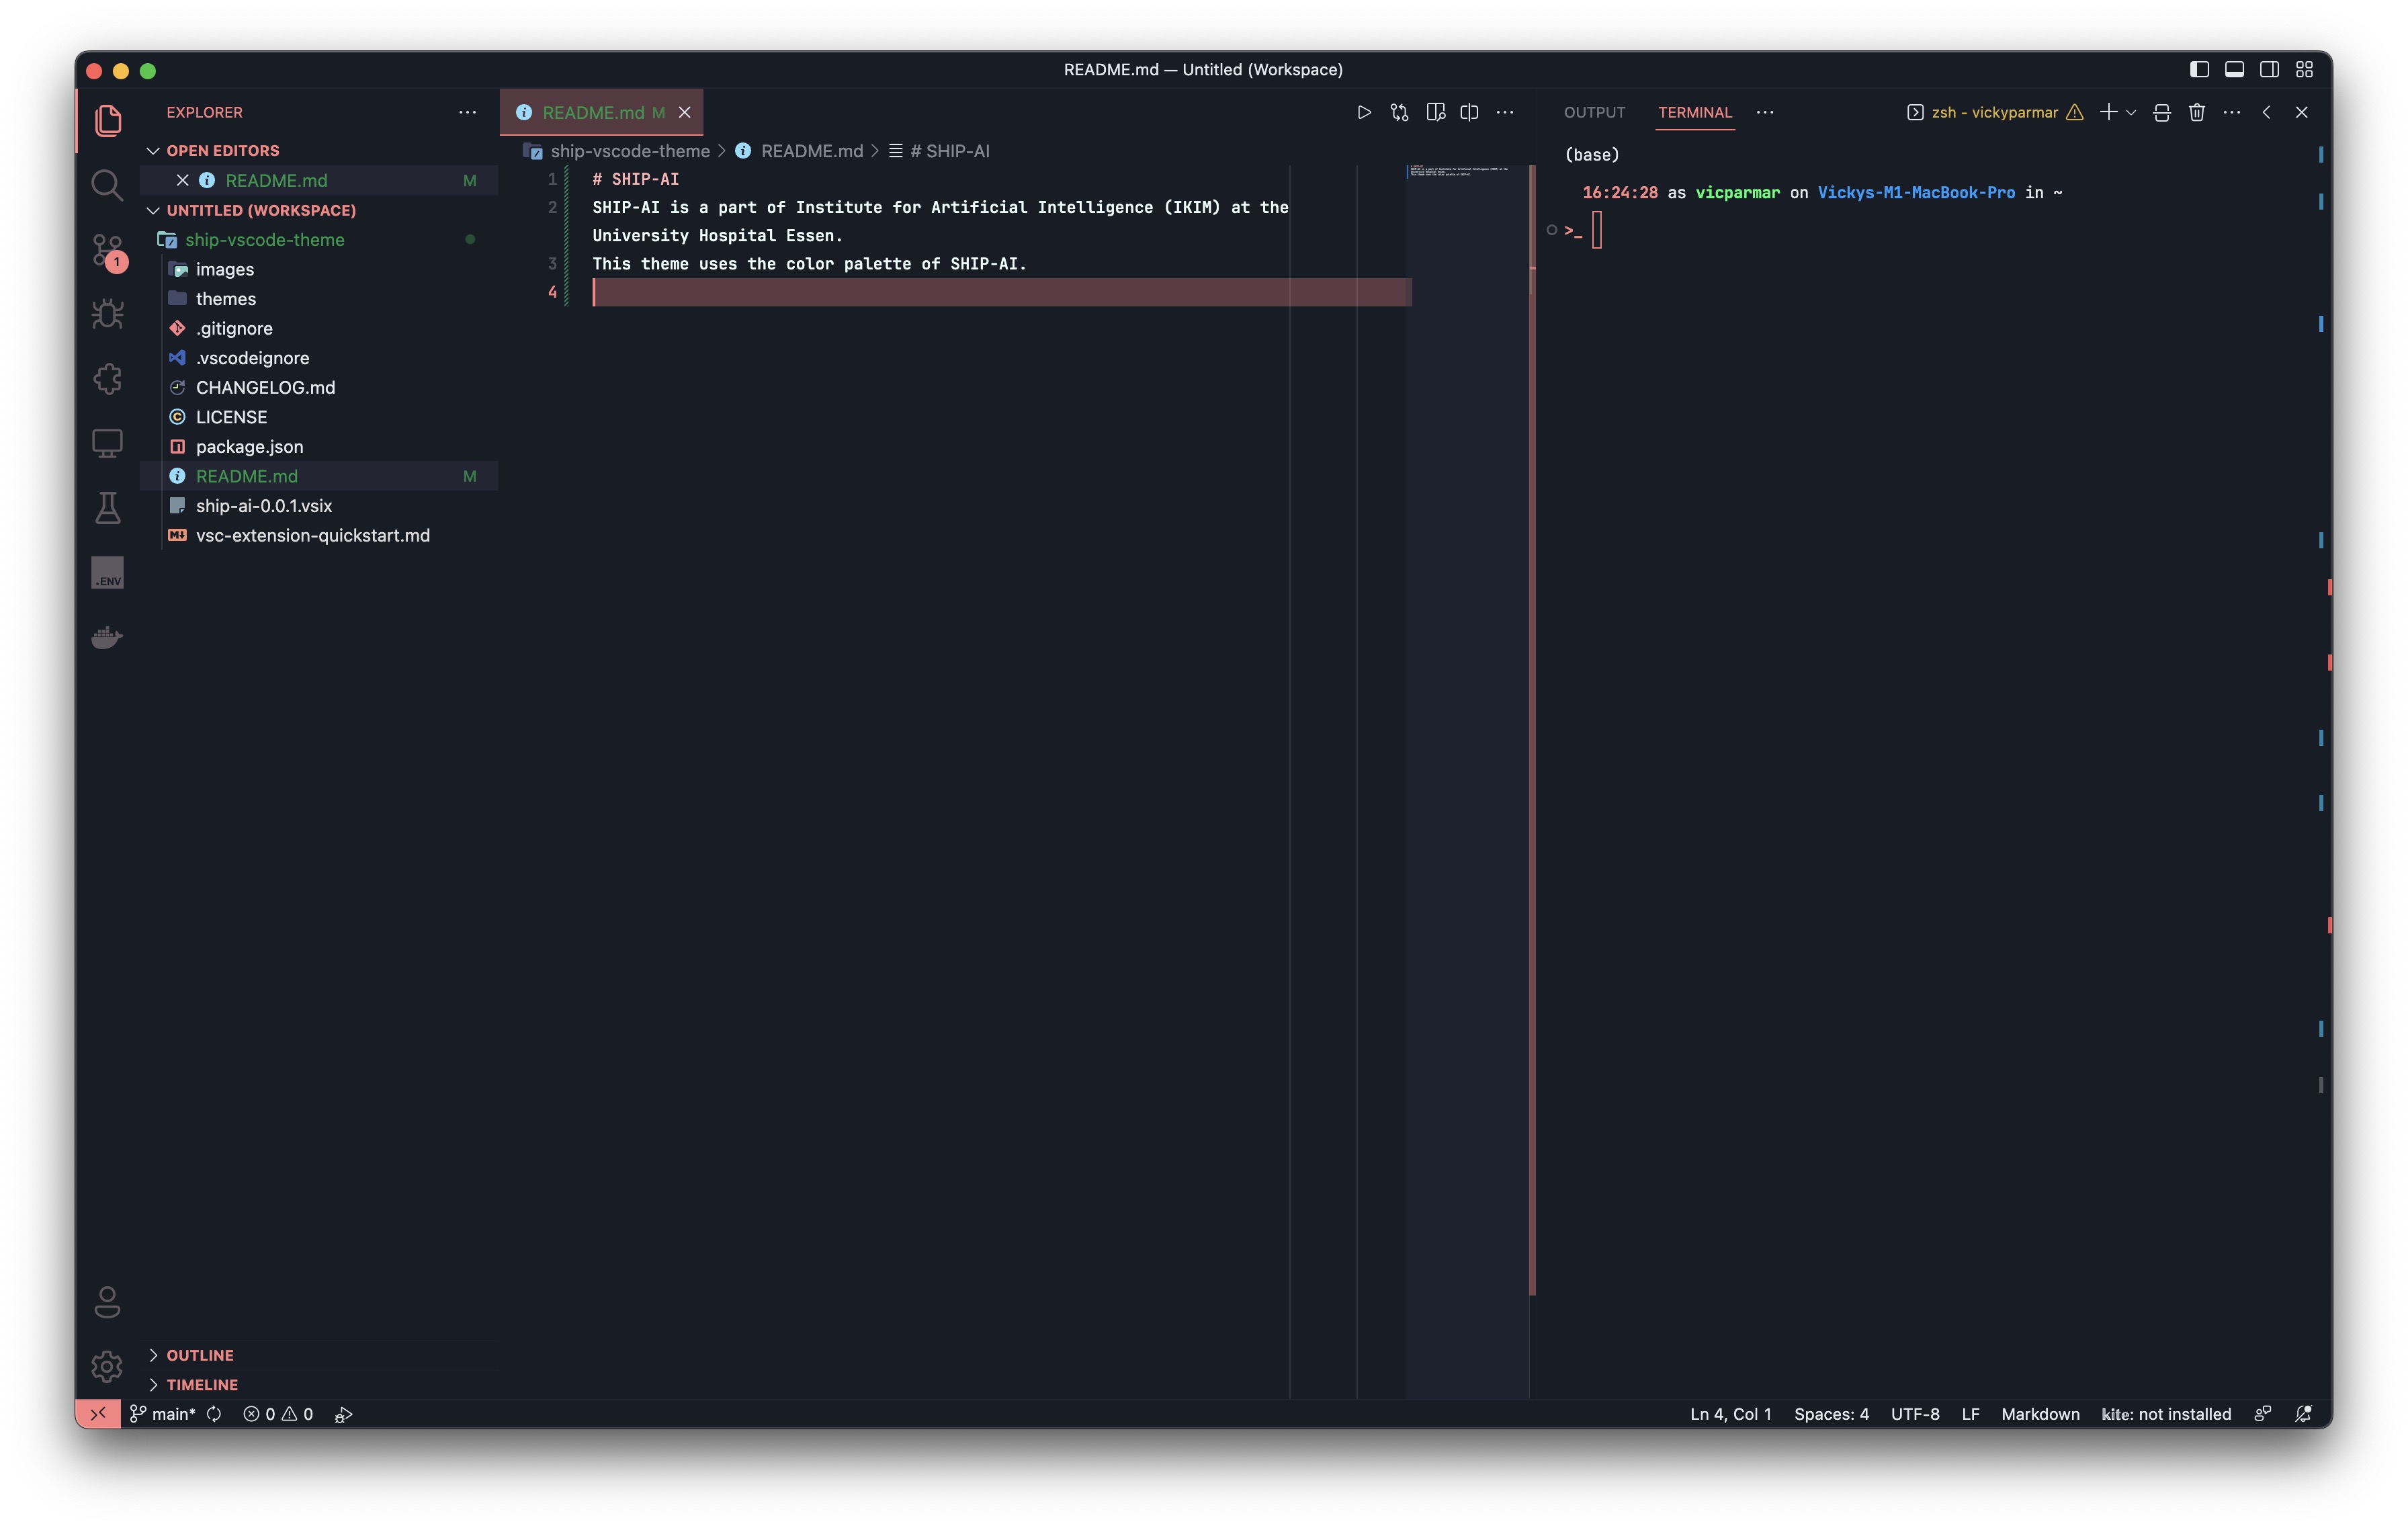 README.md — Untitled (Workspace)
EXPLORER
README.md M
OUTPUT TERMINAL
zsh - vickyparmar
OPEN EDITORS
README.md M
UNTITLED (WORKSPACE)
ship-vscode-theme
images
themes
.gitignore
.vscodeignore
CHANGELOG.md
LICENSE
package.json
README.md M
ship-ai-0.0.1.vsix
vsc-extension-quickstart.md
1
.ENV
OUTLINE
TIMELINE
ship-vscode-theme > README.md > # SHIP-AI
1 # SHIP-AI
2 SHIP-AI is a part of Institute for Artificial Intelligence (IKIM) at the
University Hospital Essen.
3 This theme uses the color palette of SHIP-AI.
4
(base)
16:24:28 as vicparmar on Vickys-M1-MacBook-Pro in ~
>_
main* 0 0
Ln 4, Col 1 Spaces: 4 UTF-8 LF Markdown kite: not installed